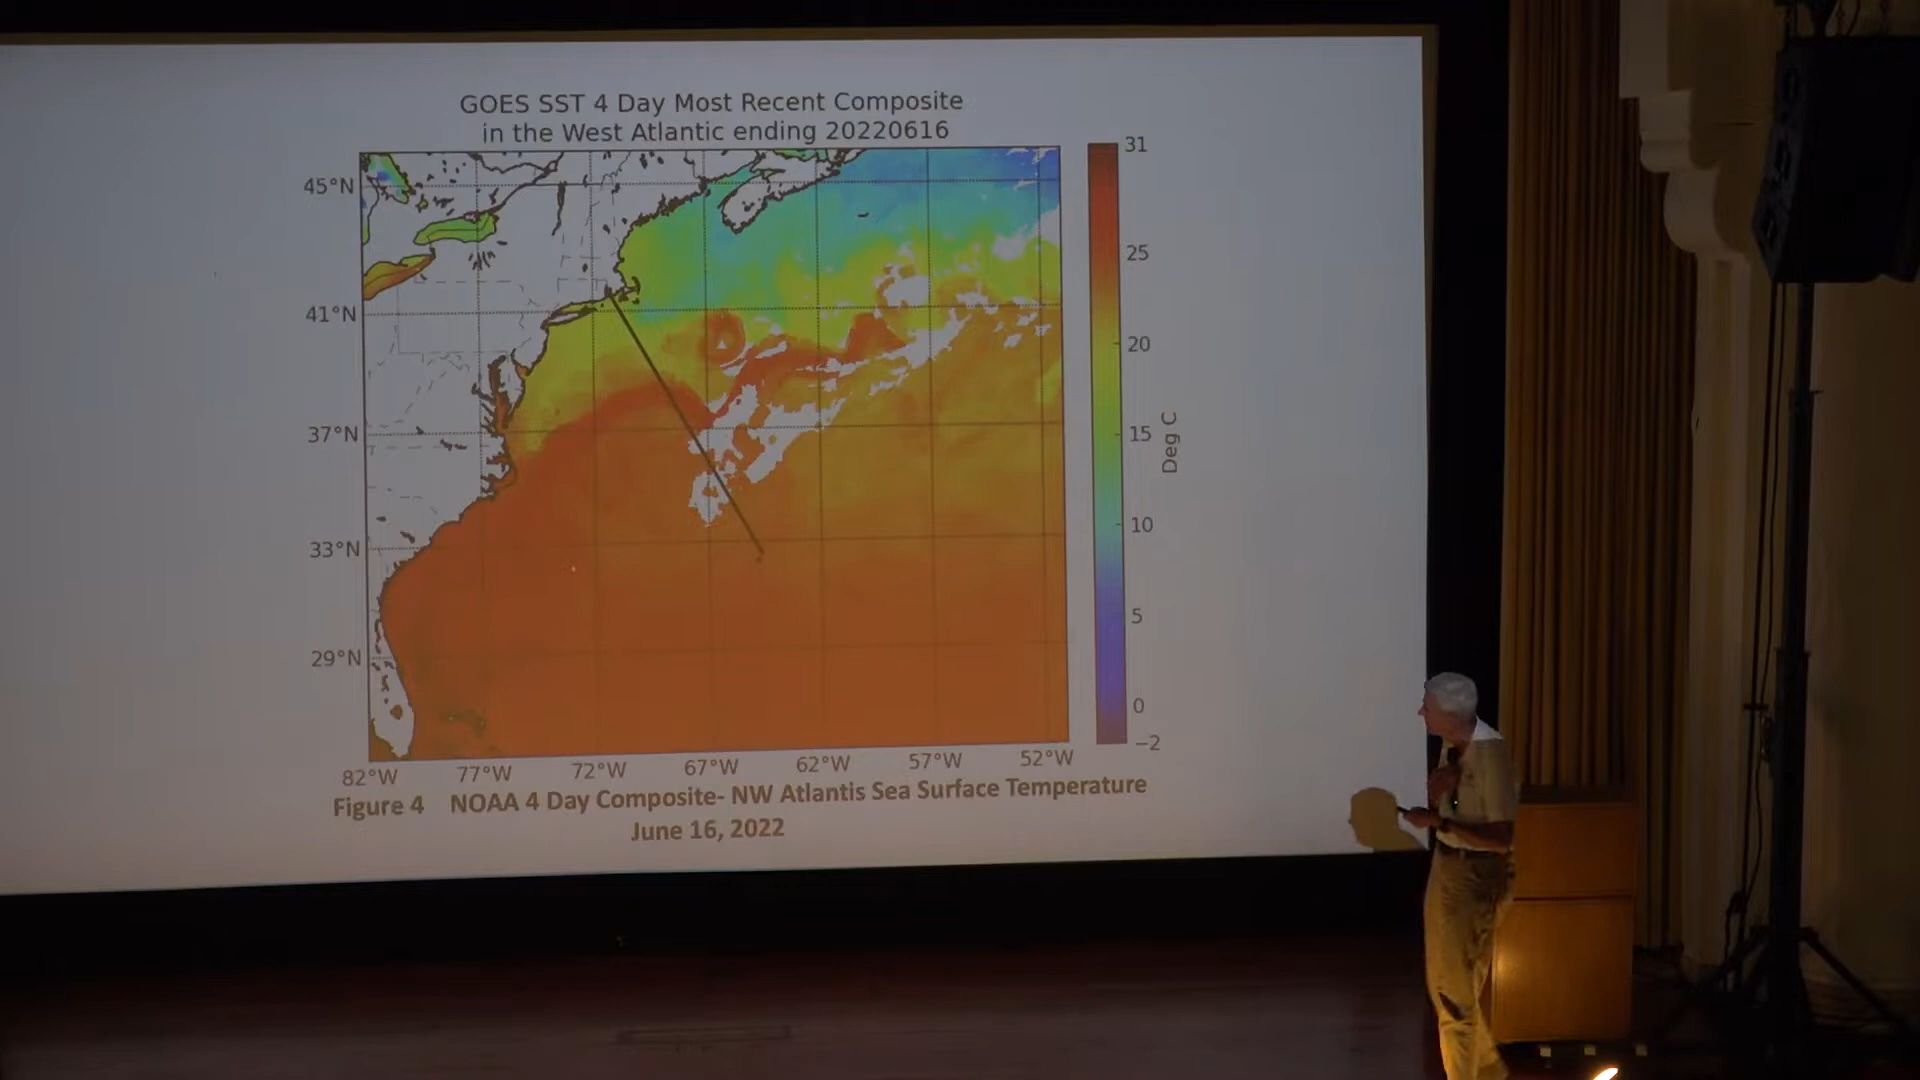 GOES SST 4 Day Most Recent Composite
in the West Atlantic ending 20220616
45°N
41°N
37°N
33°N
29°N
82°W 77°W 72°W 67°W 62°W 57°W 52°W
31
25
20
15
10
5
0
−2
Deg C
Figure 4 NOAA 4 Day Composite- NW Atlantis Sea Surface Temperature
June 16, 2022